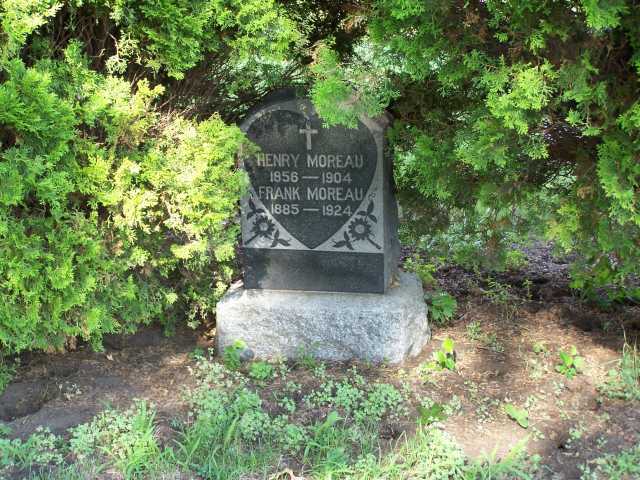 HENRY MOREAU
1856 — 1904
FRANK MOREAU
1885 — 1924